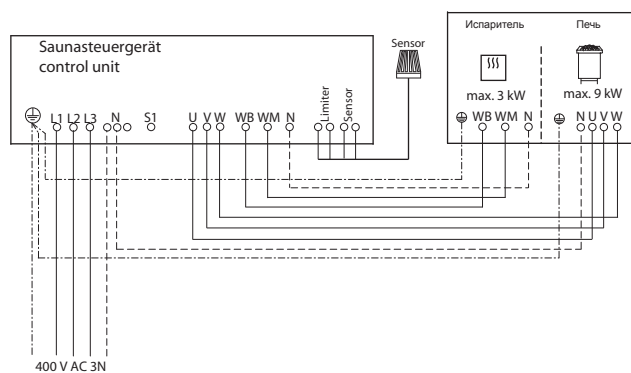 Saunasteuergerät
control unit
L1 L2 L3 N S1 U V W WB WM N Limiter Sensor
Sensor
Испаритель
max. 3 kW
WB WM N
Печь
max. 9 kW
N U V W
400 V AC 3N